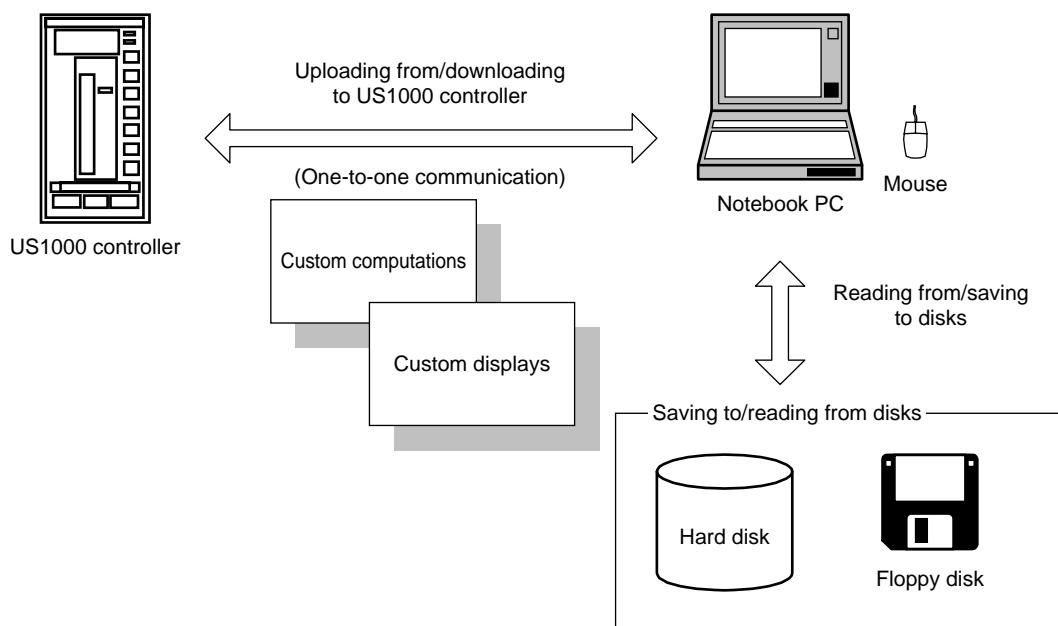 Uploading from/downloading
to US1000 controller
(One-to-one communication)
US1000 controller
Notebook PC
Mouse
Custom computations
Custom displays
Reading from/saving
to disks
Saving to/reading from disks
Hard disk
Floppy disk